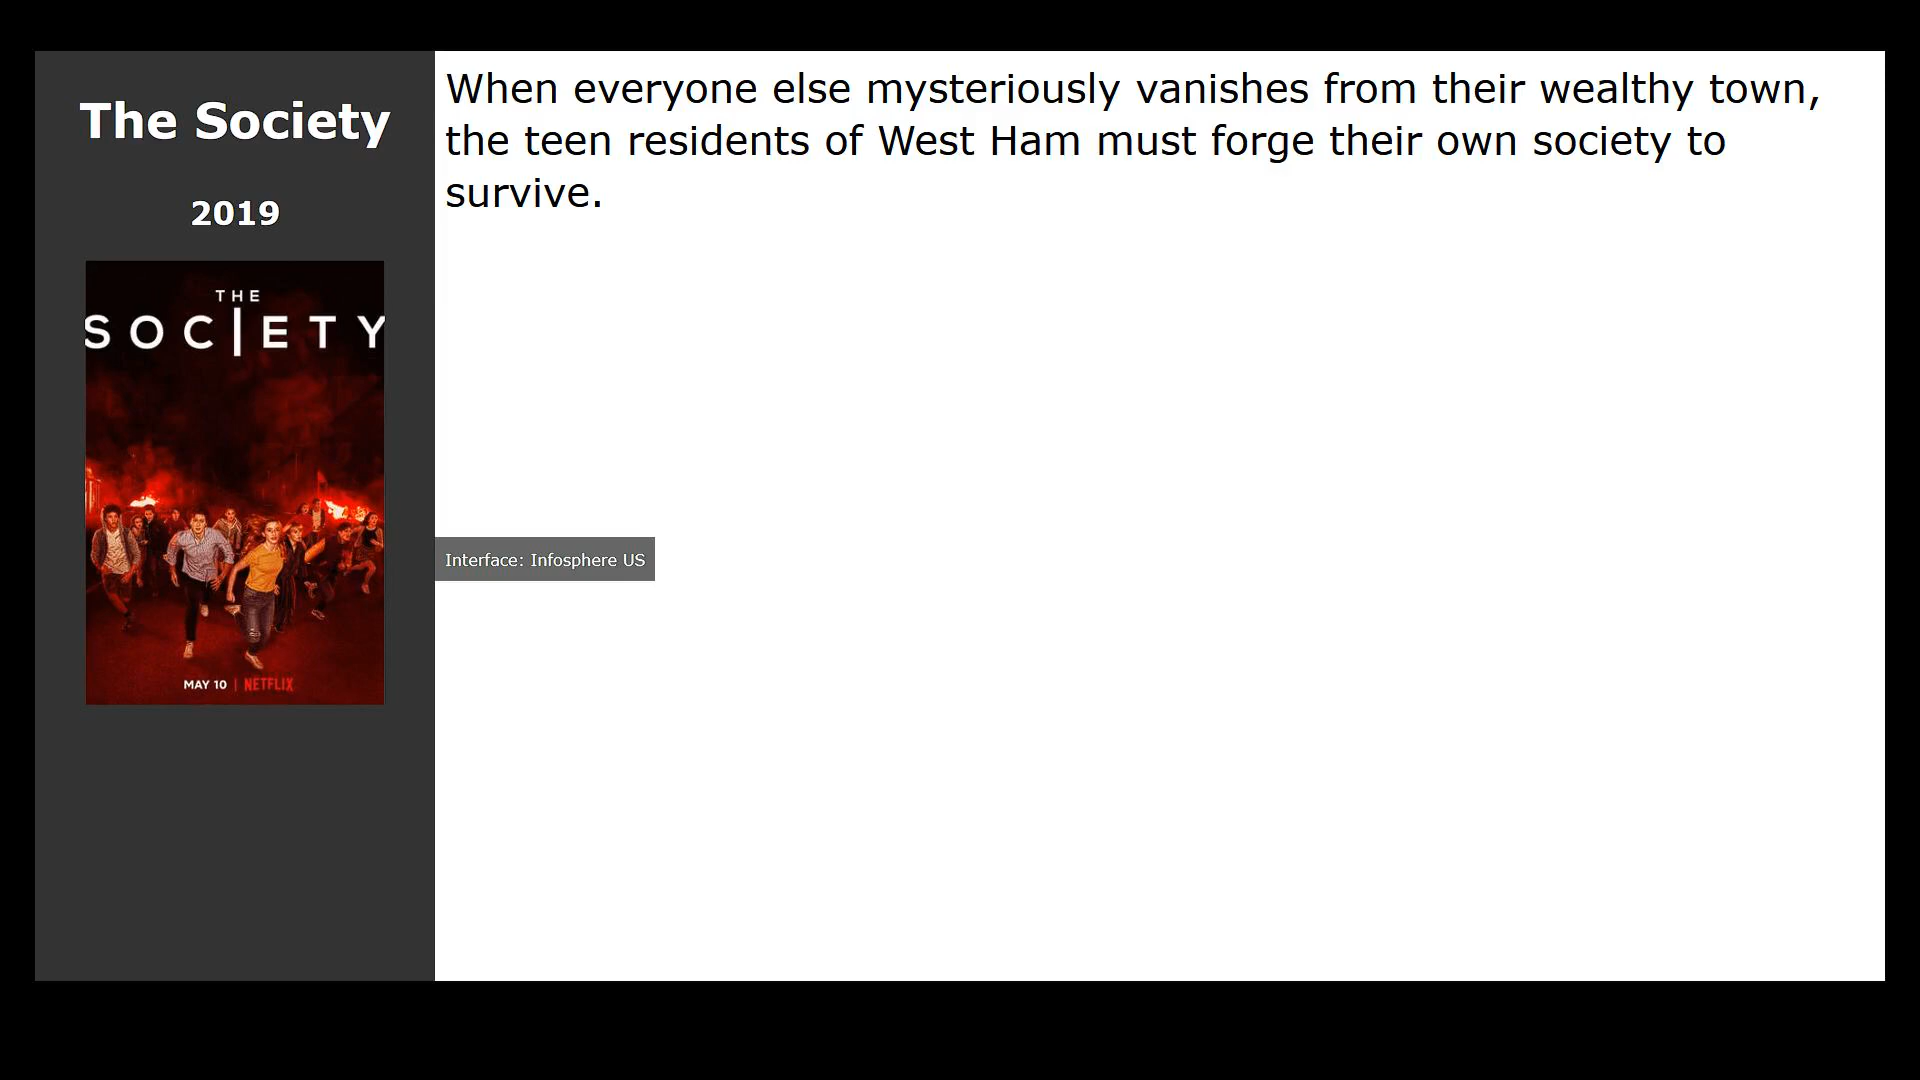 The Society
2019
THE
SOCIETY
MAY 10 | NETFLIX
When everyone else mysteriously vanishes from their wealthy town,
the teen residents of West Ham must forge their own society to
survive.
Interface: Infosphere US